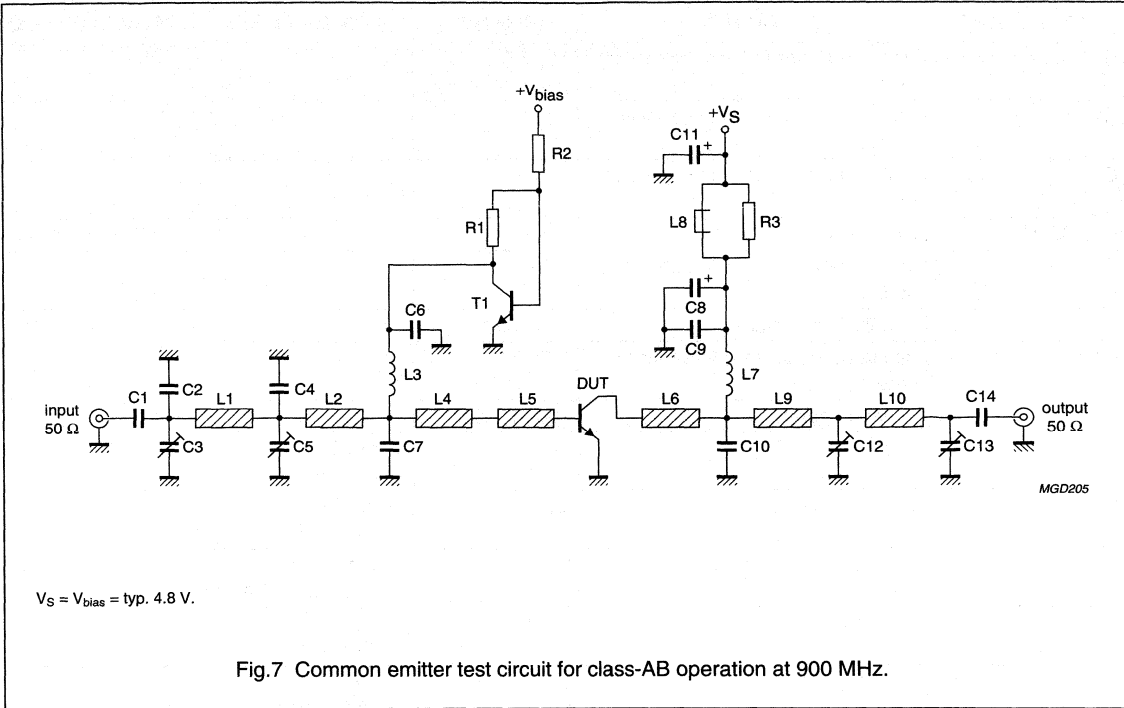 +Vbias
R2
+VS
C11 +
R1
L8
R3
T1
C6
+
C8
C9
L3
L7
C2
C4
DUT
input
50 Ω
C1
L1
L2
L4
L5
L6
L9
L10
C14
output
50 Ω
C3
C5
C7
C10
C12
C13
MGD205
VS = Vbias = typ. 4.8 V.
Fig.7 Common emitter test circuit for class-AB operation at 900 MHz.